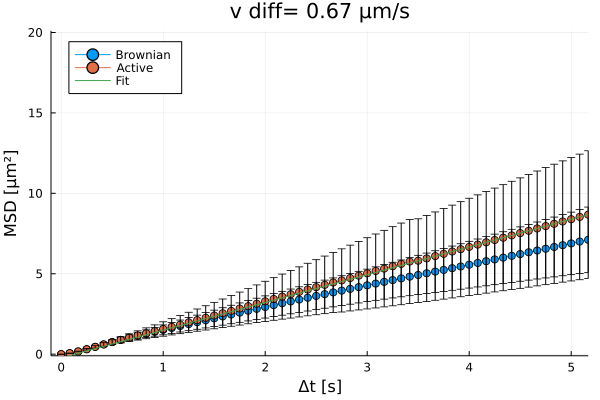 v diff= 0.67 μm/s
20
15
10
5
0
MSD [μm²]
Brownian
Active
Fit
0 1 2 3 4 5
Δt [s]